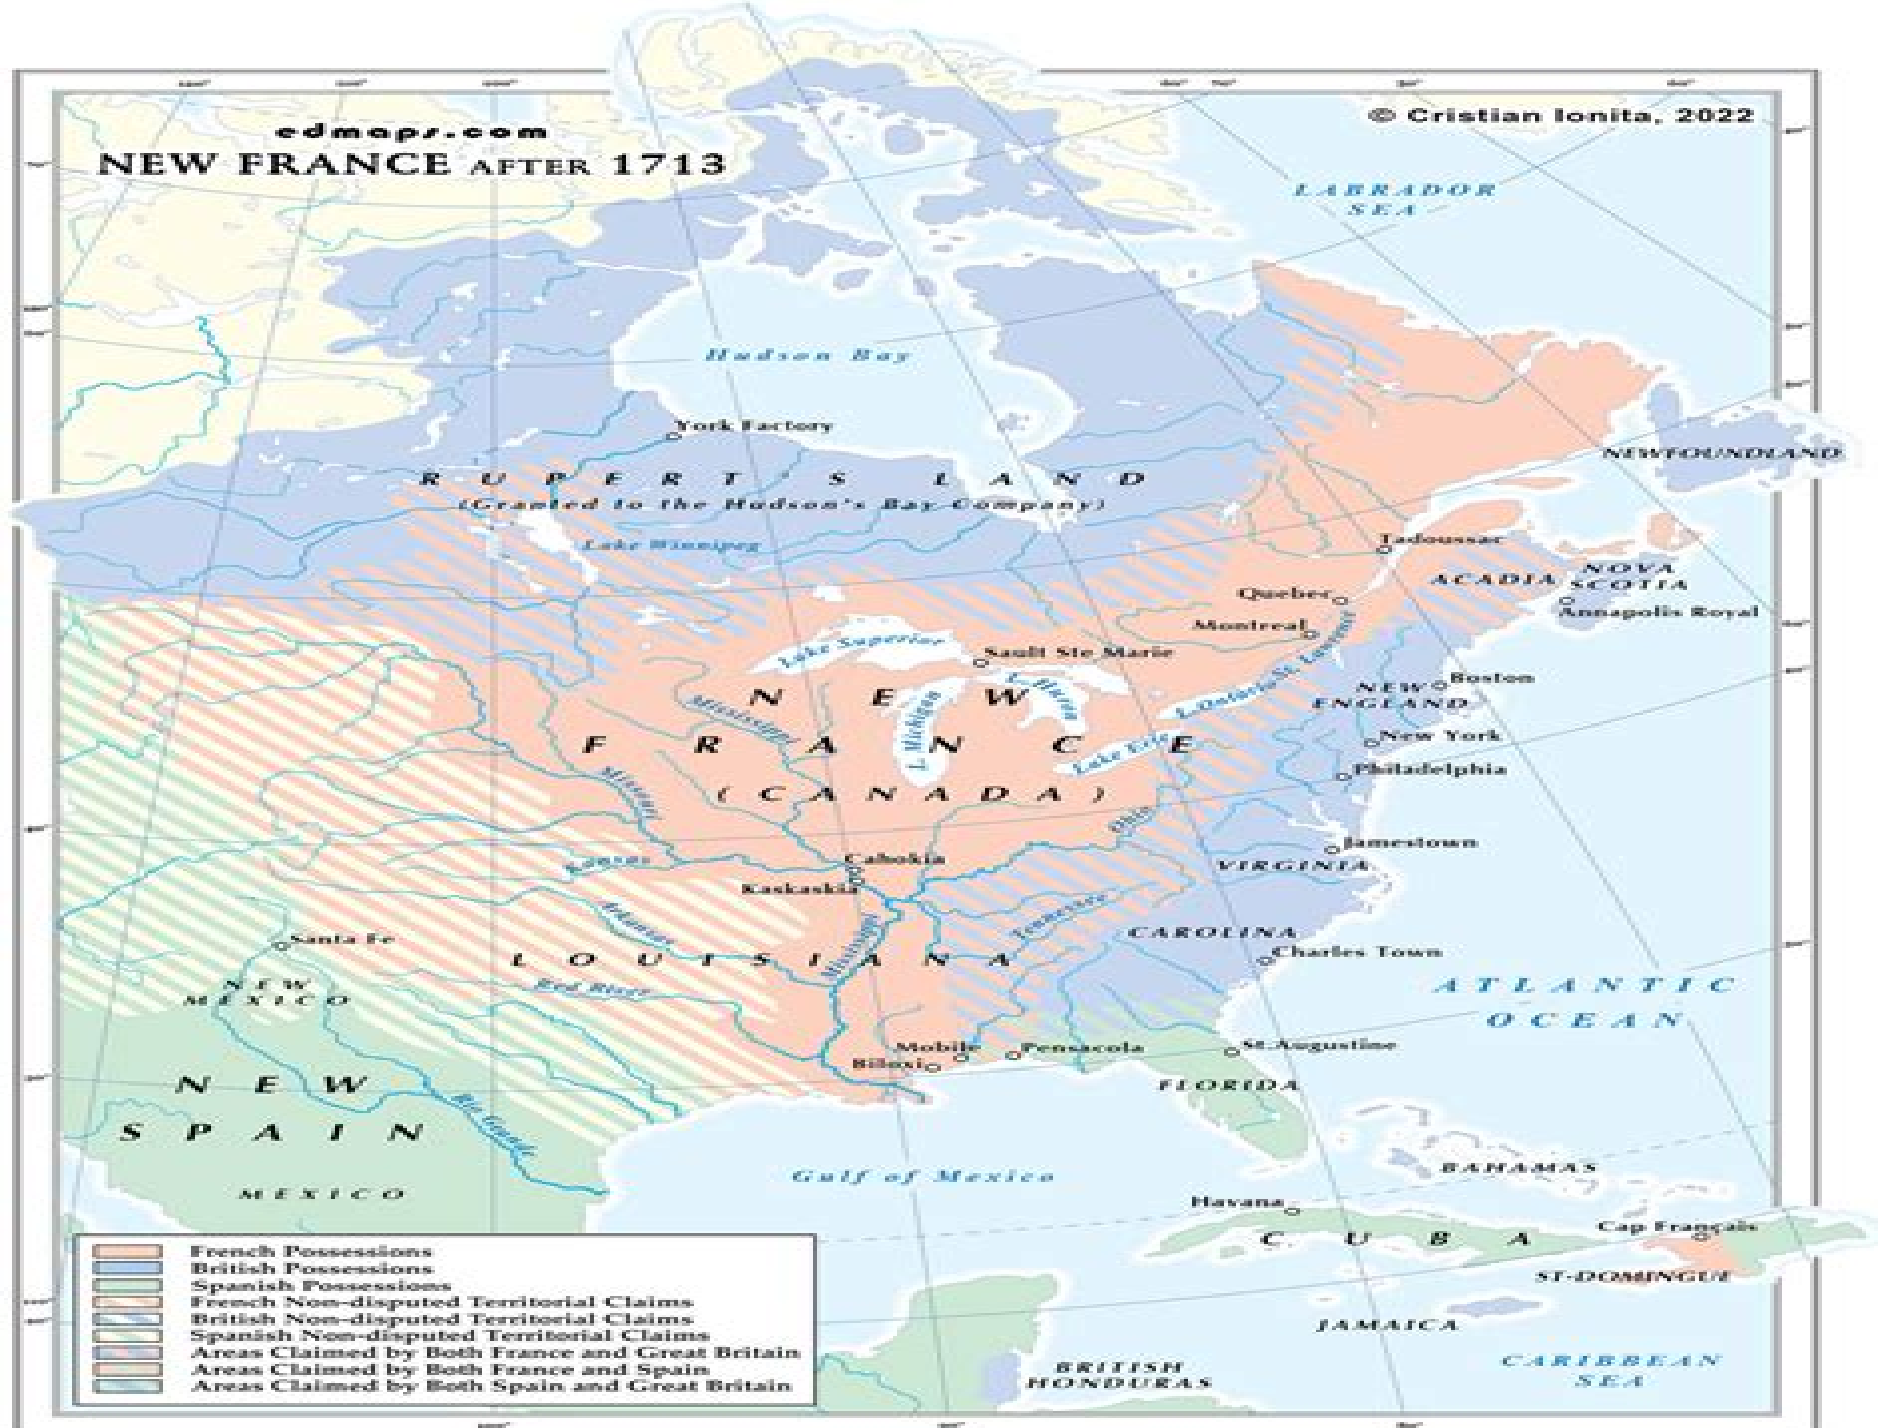 edmaps.com
NEW FRANCE AFTER 1713
© Cristian Ionita, 2022
LABRADOR
SEA
Hudson Bay
York Factory
RUPERT'S LAND
(Granted to the Hudson's Bay Company)
Lake Winnipeg
NEWFOUNDLAND
Tadoussac
ACADIA
NOVA
SCOTIA
Annapolis Royal
Quebec
Montreal
L. Ontario
St. Lawrence
Lake Superior
Sault Ste Marie
L. Huron
L. Michigan
Lake Erie
NEW
FRANCE
(CANADA)
Mississippi
Missouri
Boston
NEW
ENGLAND
New York
Philadelphia
Ohio
Jamestown
VIRGINIA
Cahokia
Kaskaskia
Kansas
Arkansas
Mississippi
Tennessee
CAROLINA
Charles Town
Santa Fe
LOUISIANA
Red River
NEW
MEXICO
ATLANTIC
OCEAN
Mobile
Biloxi
Pensacola
St. Augustine
FLORIDA
NEW
SPAIN
Rio Grande
MEXICO
Gulf of Mexico
BAHAMAS
Havana
CUBA
Cap Français
ST-DOMINGUE
JAMAICA
BRITISH
HONDURAS
CARIBBEAN
SEA
French Possessions
British Possessions
Spanish Possessions
French Non-disputed Territorial Claims
British Non-disputed Territorial Claims
Spanish Non-disputed Territorial Claims
Areas Claimed by Both France and Great Britain
Areas Claimed by Both France and Spain
Areas Claimed by Both Spain and Great Britain